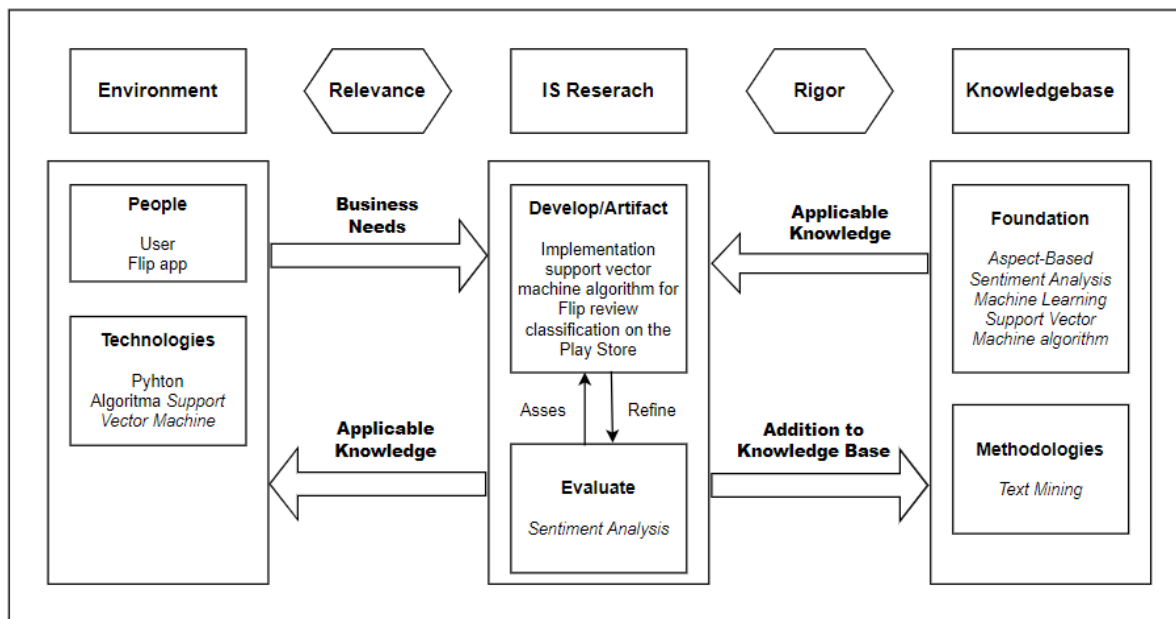 Environment
Relevance
IS Reserach
Rigor
Knowledgebase
People
User
Flip app
Technologies
Pyhton
Algoritma Support
Vector Machine
Business
Needs
Applicable
Knowledge
Develop/Artifact
Implementation
support vector
machine algorithm for
Flip review
classification on the
Play Store
Asses
Refine
Evaluate
Sentiment Analysis
Applicable
Knowledge
Addition to
Knowledge Base
Foundation
Aspect-Based
Sentiment Analysis
Machine Learning
Support Vector
Machine algorithm
Methodologies
Text Mining